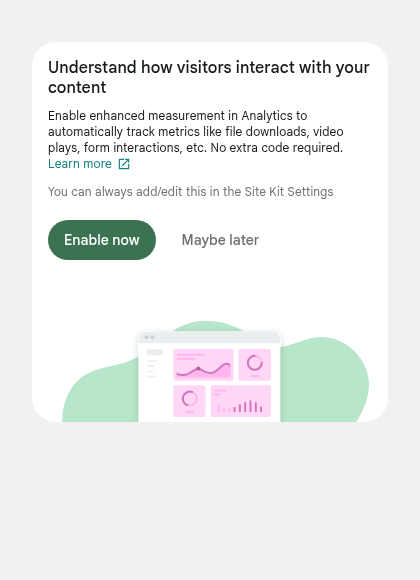 Understand how visitors interact with your
content
Enable enhanced measurement in Analytics to
automatically track metrics like file downloads, video
plays, form interactions, etc. No extra code required.
Learn more
You can always add/edit this in the Site Kit Settings
Enable now
Maybe later